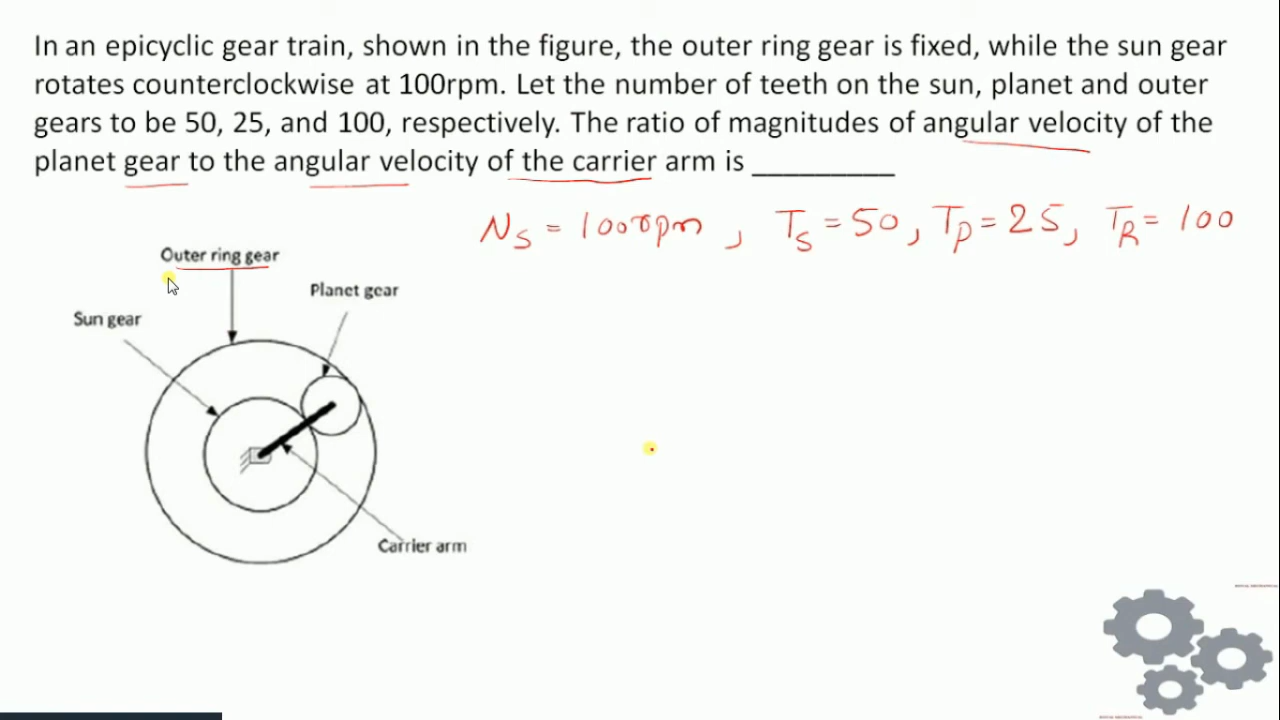 In an epicyclic gear train, shown in the figure, the outer ring gear is fixed, while the sun gear
rotates counterclockwise at 100rpm. Let the number of teeth on the sun, planet and outer
gears to be 50, 25, and 100, respectively. The ratio of magnitudes of angular velocity of the
planet gear to the angular velocity of the carrier arm is __________
NS = 100rpm, TS = 50, TP = 25, TR = 100
Outer ring gear
Planet gear
Sun gear
Carrier arm